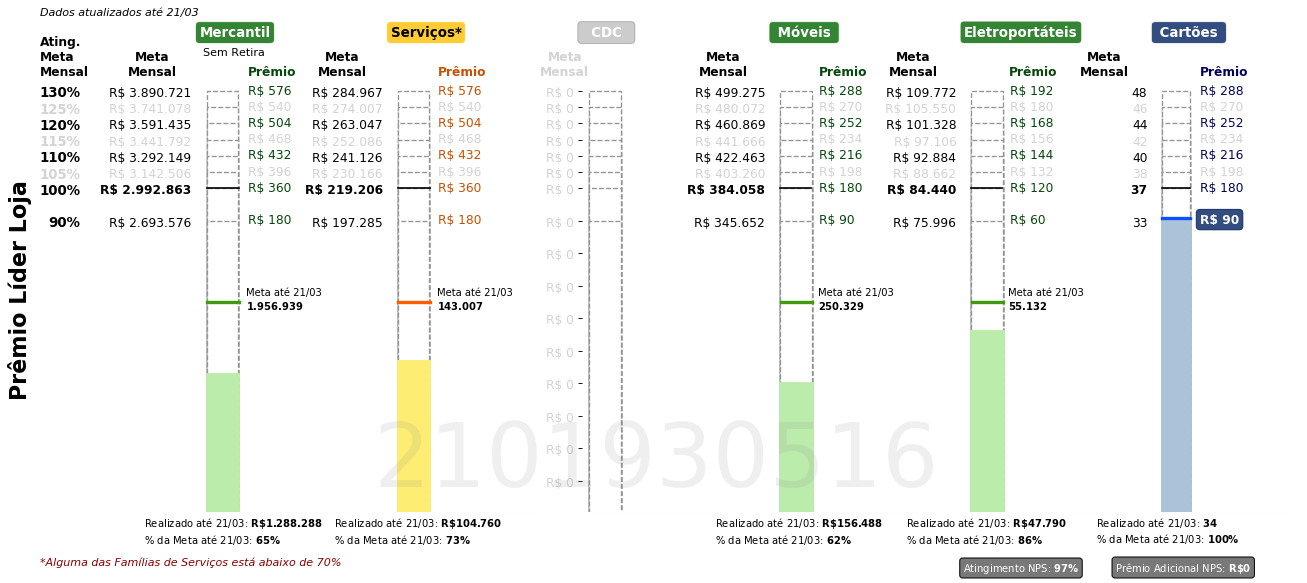 Dados atualizados até 21/03
Mercantil Serviços* CDC Móveis Eletroportáteis Cartões
Sem Retira
Ating. Meta Mensal Meta Mensal Prêmio Meta Mensal Prêmio Meta Mensal Meta Mensal Prêmio Meta Mensal Prêmio Meta Mensal Prêmio
130% R$ 3.890.721 R$ 576 R$ 284.967 R$ 576 R$ 0 R$ 499.275 R$ 288 R$ 109.772 R$ 192 48 R$ 288
125% R$ 3.741.078 R$ 540 R$ 274.007 R$ 540 R$ 0 R$ 480.072 R$ 270 R$ 105.550 R$ 180 46 R$ 270
120% R$ 3.591.435 R$ 504 R$ 263.047 R$ 504 R$ 0 R$ 460.869 R$ 252 R$ 101.328 R$ 168 44 R$ 252
115% R$ 3.441.792 R$ 468 R$ 252.086 R$ 468 R$ 0 R$ 441.666 R$ 234 R$ 97.106 R$ 156 42 R$ 234
110% R$ 3.292.149 R$ 432 R$ 241.126 R$ 432 R$ 0 R$ 422.463 R$ 216 R$ 92.884 R$ 144 40 R$ 216
105% R$ 3.142.506 R$ 396 R$ 230.166 R$ 396 R$ 0 R$ 403.260 R$ 198 R$ 88.662 R$ 132 38 R$ 198
100% R$ 2.992.863 R$ 360 R$ 219.206 R$ 360 R$ 0 R$ 384.058 R$ 180 R$ 84.440 R$ 120 37 R$ 180
90% R$ 2.693.576 R$ 180 R$ 197.285 R$ 180 R$ 0 R$ 345.652 R$ 90 R$ 75.996 R$ 60 33 R$ 90
R$ 0
R$ 0
R$ 0
R$ 0
R$ 0
R$ 0
R$ 0
R$ 0
Prêmio Líder Loja
Meta até 21/03 Meta até 21/03 Meta até 21/03 Meta até 21/03
1.956.939 143.007 250.329 55.132
2101930516
Realizado até 21/03: R$1.288.288 Realizado até 21/03: R$104.760 Realizado até 21/03: R$156.488 Realizado até 21/03: R$47.790 Realizado até 21/03: 34
% da Meta até 21/03: 65% % da Meta até 21/03: 73% % da Meta até 21/03: 62% % da Meta até 21/03: 86% % da Meta até 21/03: 100%
*Alguma das Famílias de Serviços está abaixo de 70% Atingimento NPS: 97% Prêmio Adicional NPS: R$0